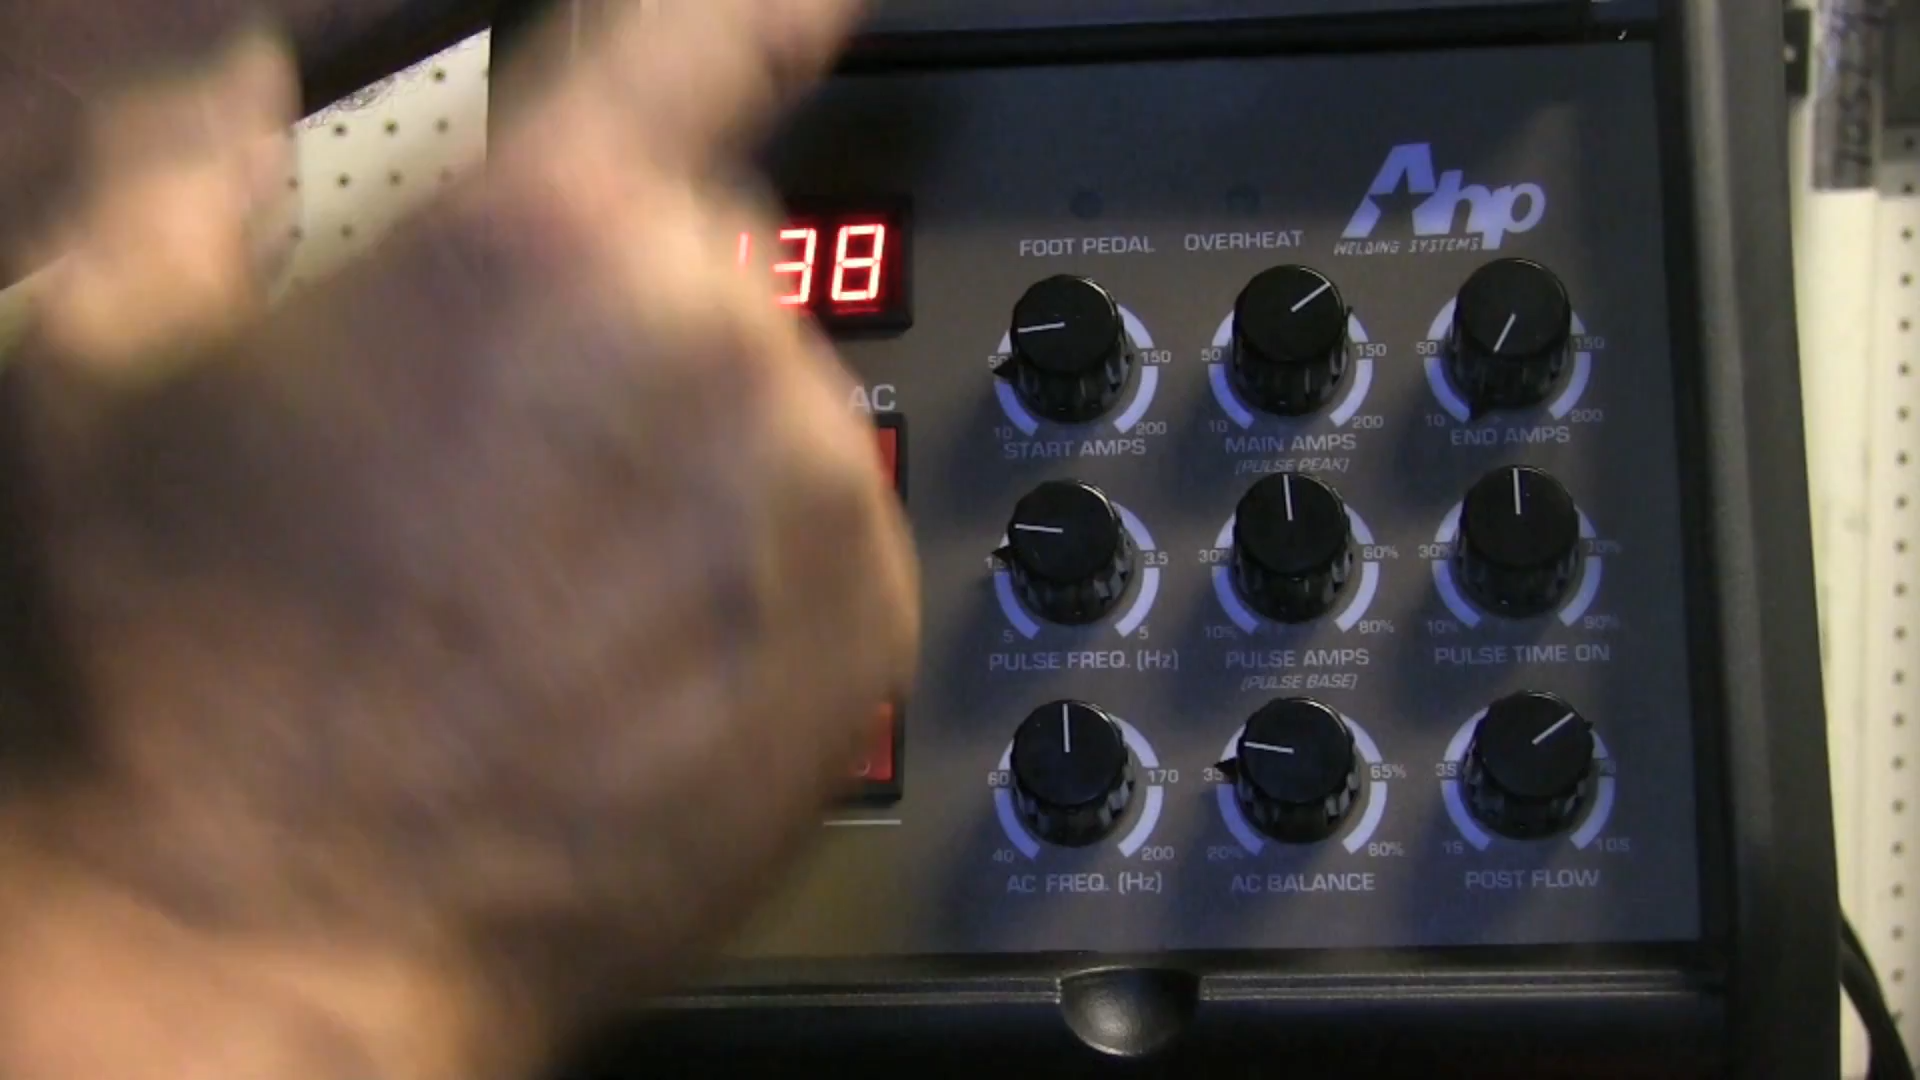 138
AC
Ahp
WELDING SYSTEMS
FOOT PEDAL OVERHEAT
50 150 50 150 50 150
10 200 10 200 10 200
START AMPS MAIN AMPS END AMPS
(PULSE PEAK)
3.5 30% 60% 30% 70%
5 5 10% 80% 10% 90%
PULSE FREQ. (Hz) PULSE AMPS PULSE TIME ON
(PULSE BASE)
60 170 35 65% 35
40 200 20% 80% 15 105
AC FREQ. (Hz) AC BALANCE POST FLOW